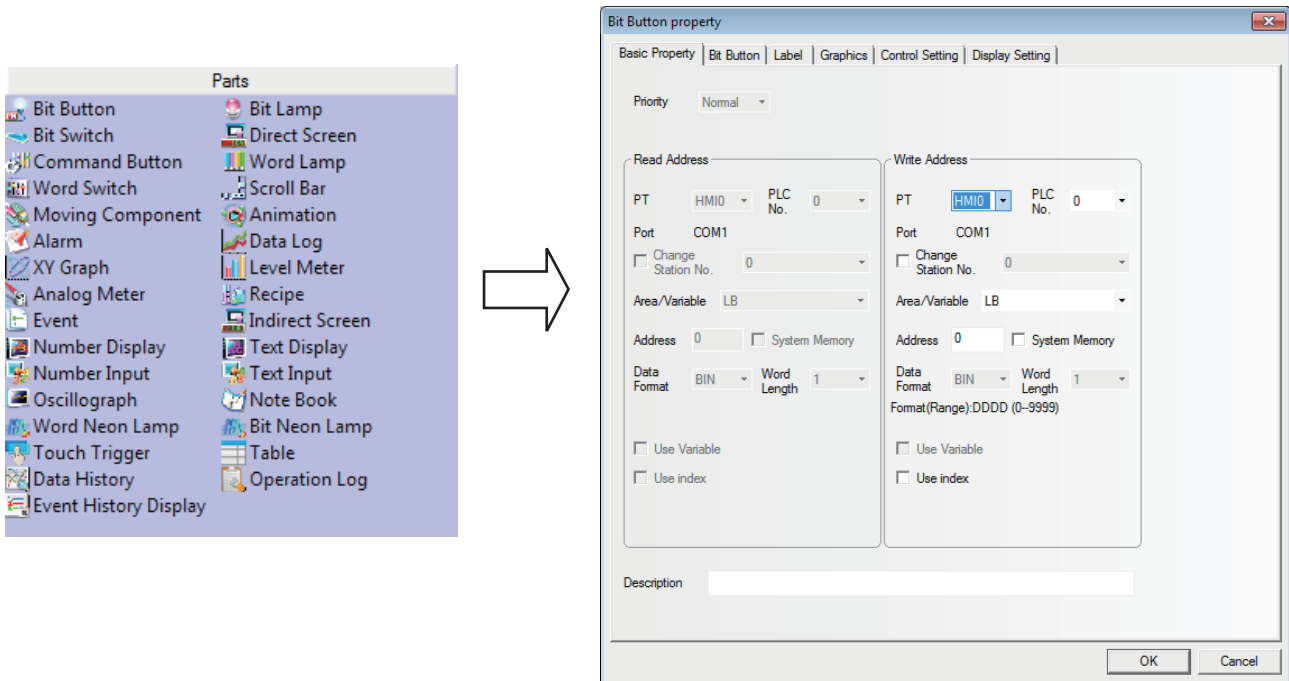 Parts
Bit Button Bit Lamp
Bit Switch Direct Screen
Command Button Word Lamp
Word Switch Scroll Bar
Moving Component Animation
Alarm Data Log
XY Graph Level Meter
Analog Meter Recipe
Event Indirect Screen
Number Display Text Display
Number Input Text Input
Oscillograph Note Book
Word Neon Lamp Bit Neon Lamp
Touch Trigger Table
Data History Operation Log
Event History Display
Bit Button property
Basic Property Bit Button Label Graphics Control Setting Display Setting
Priority Normal
Read Address
PT HMI0 PLC No. 0
Port COM1
Change Station No. 0
Area/Variable LB
Address 0 System Memory
Data Format BIN Word Length 1
Use Variable
Use index
Write Address
PT HMI0 PLC No. 0
Port COM1
Change Station No. 0
Area/Variable LB
Address 0 System Memory
Data Format BIN Word Length 1
Format(Range):DDDD (0--9999)
Use Variable
Use index
Description
OK Cancel